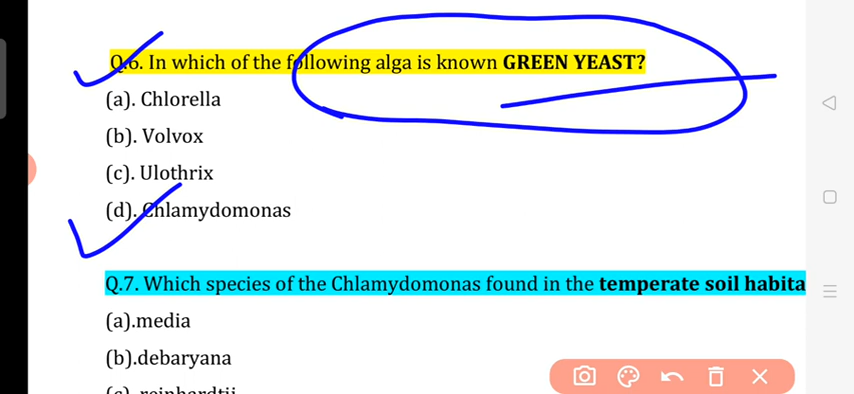 Q.6. In which of the following alga is known GREEN YEAST?
(a). Chlorella
(b). Volvox
(c). Ulothrix
(d). Chlamydomonas
Q.7. Which species of the Chlamydomonas found in the temperate soil habita
(a).media
(b).debaryana
(c). reinhardtii